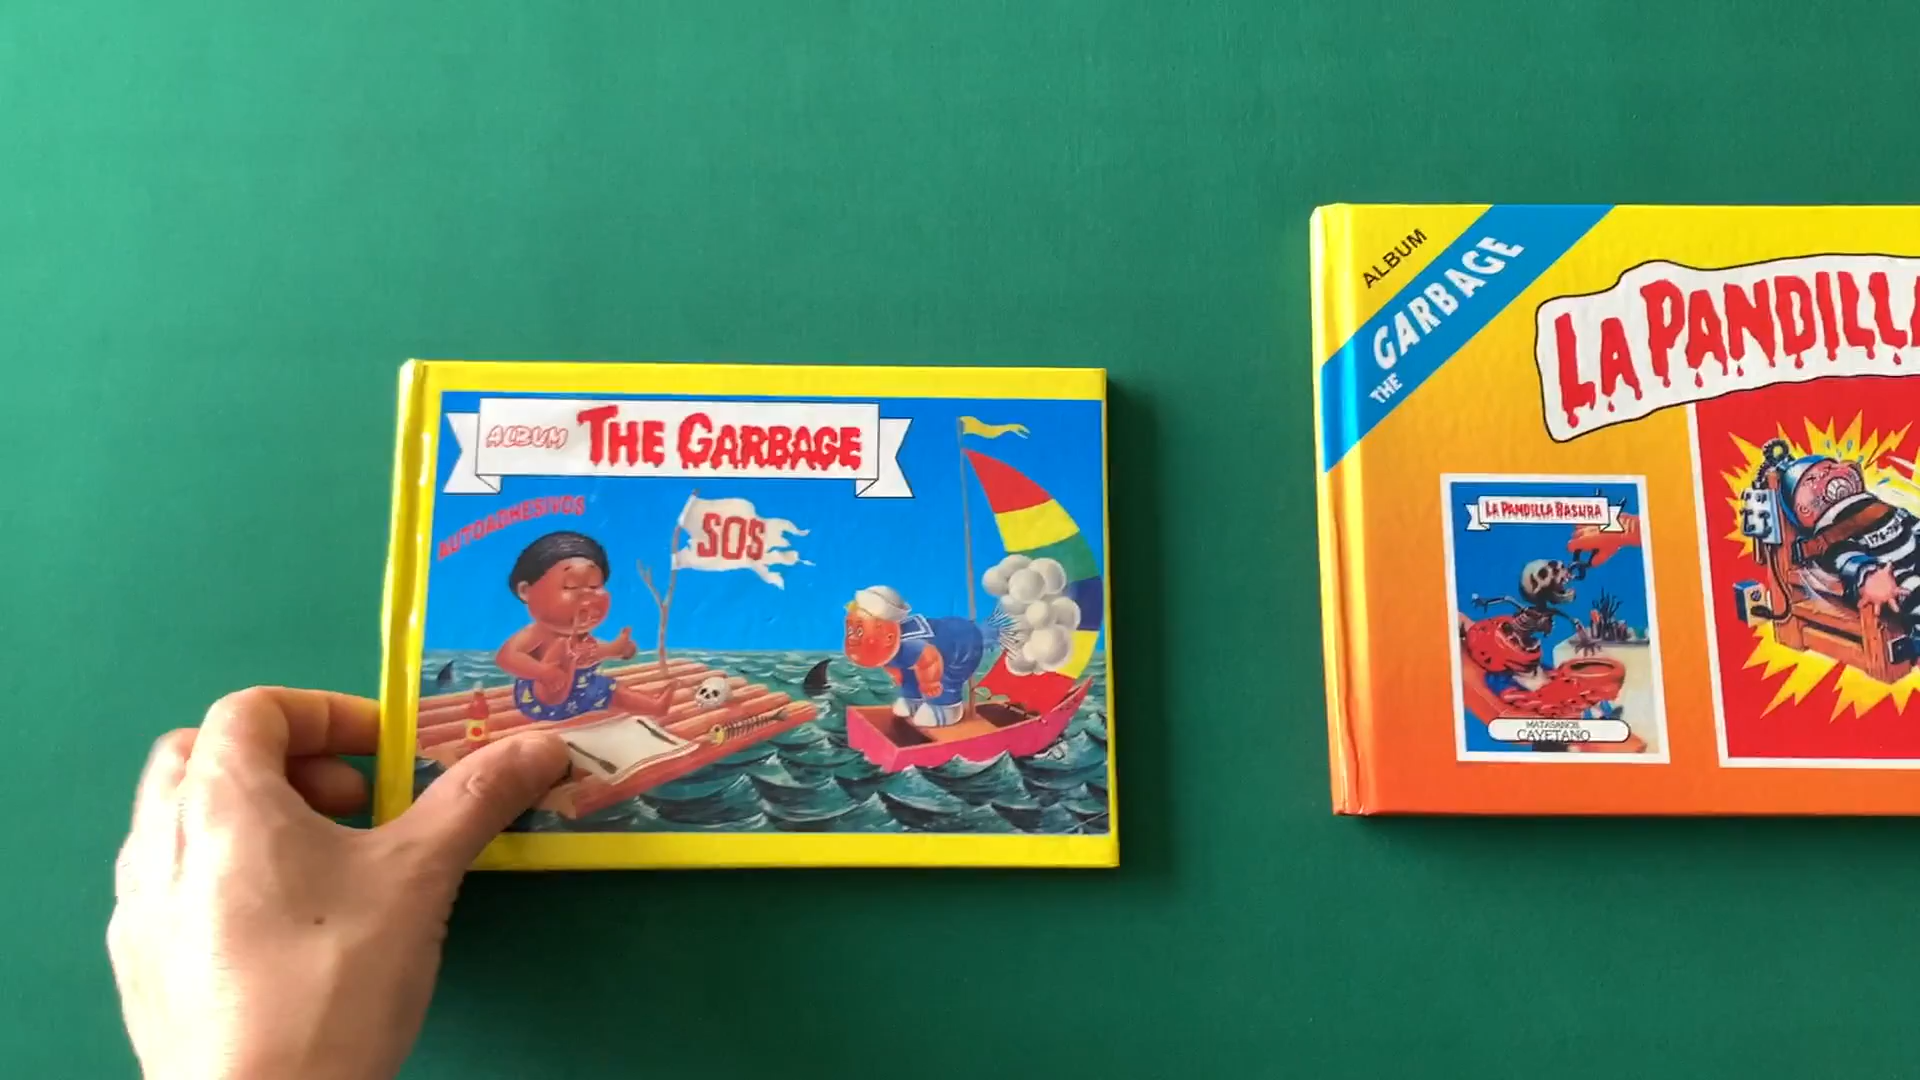 ALBUM THE GARBAGE
AUTOADHESIVOS
SOS
ALBUM
THE GARBAGE
LA PANDILLA
LA PANDILLA BASURA
MATASANOS
CAYETANO